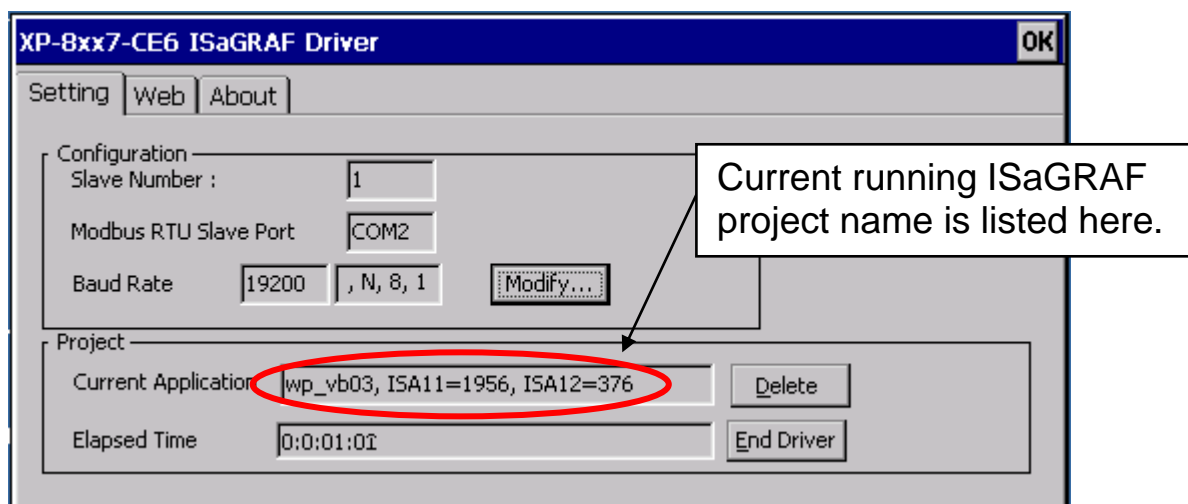 XP-8xx7-CE6 ISaGRAF Driver OK
Setting Web About
Configuration
Slave Number : 1
Modbus RTU Slave Port COM2
Baud Rate 19200 , N, 8, 1 Modify...
Current running ISaGRAF
project name is listed here.
Project
Current Application wp_vb03, ISA11=1956, ISA12=376 Delete
Elapsed Time 0:0:01:01 End Driver